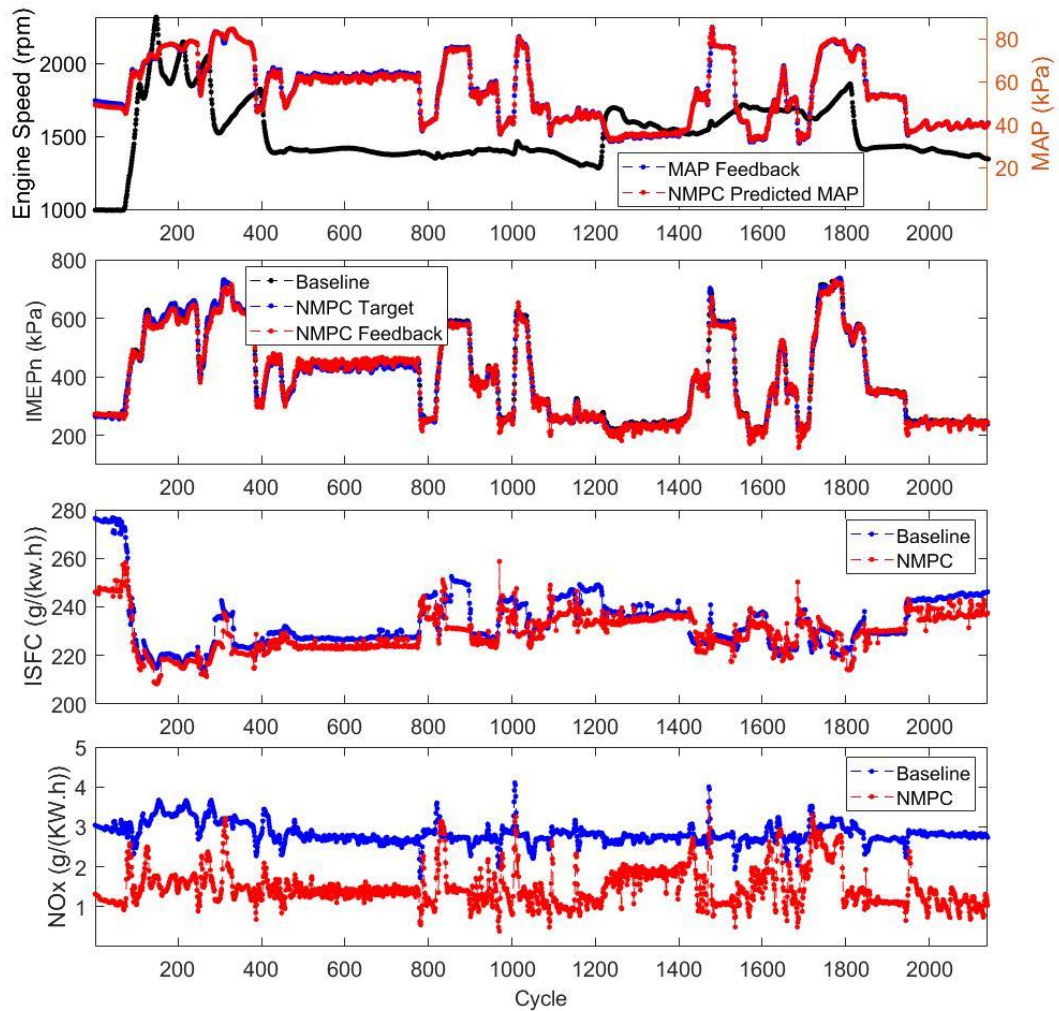 Engine Speed (rpm)
2000
1500
1000
80
60
40
20
MAP (kPa)
MAP Feedback
NMPC Predicted MAP
200 400 600 800 1000 1200 1400 1600 1800 2000
IMEPn (kPa)
800
600
400
200
Baseline
NMPC Target
NMPC Feedback
200 400 600 800 1000 1200 1400 1600 1800 2000
ISFC (g/(kw.h))
280
260
240
220
200
Baseline
NMPC
200 400 600 800 1000 1200 1400 1600 1800 2000
NOx (g/(KW.h)
5
4
3
2
1
Baseline
NMPC
200 400 600 800 1000 1200 1400 1600 1800 2000
Cycle